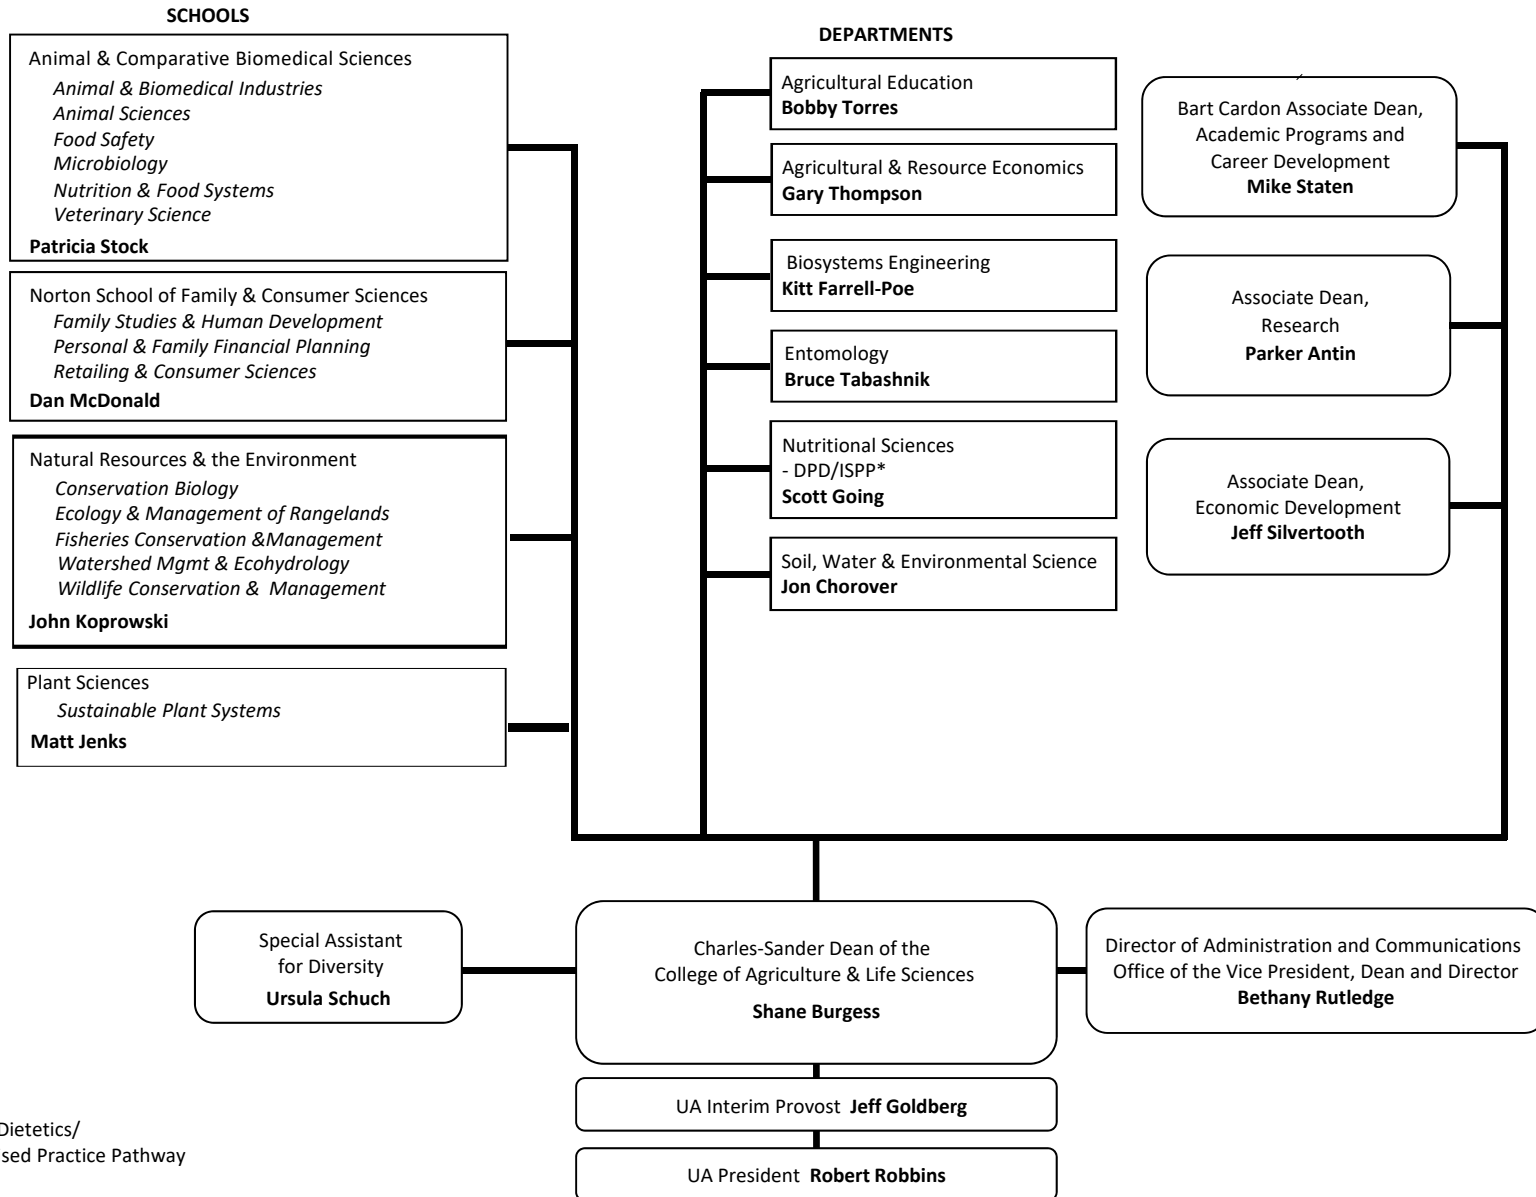 SCHOOLS
Animal & Comparative Biomedical Sciences
Animal & Biomedical Industries
Animal Sciences
Food Safety
Microbiology
Nutrition & Food Systems
Veterinary Science
Patricia Stock
Norton School of Family & Consumer Sciences
Family Studies & Human Development
Personal & Family Financial Planning
Retailing & Consumer Sciences
Dan McDonald
Natural Resources & the Environment
Conservation Biology
Ecology & Management of Rangelands
Fisheries Conservation &Management
Watershed Mgmt & Ecohydrology
Wildlife Conservation & Management
John Koprowski
Plant Sciences
Sustainable Plant Systems
Matt Jenks
DEPARTMENTS
Agricultural Education
Bobby Torres
Agricultural & Resource Economics
Gary Thompson
Biosystems Engineering
Kitt Farrell-Poe
Entomology
Bruce Tabashnik
Nutritional Sciences
- DPD/ISPP*
Scott Going
Soil, Water & Environmental Science
Jon Chorover
Bart Cardon Associate Dean,
Academic Programs and
Career Development
Mike Staten
Associate Dean,
Research
Parker Antin
Associate Dean,
Economic Development
Jeff Silvertooth
Special Assistant
for Diversity
Ursula Schuch
Charles-Sander Dean of the
College of Agriculture & Life Sciences
Shane Burgess
Director of Administration and Communications
Office of the Vice President, Dean and Director
Bethany Rutledge
UA Interim Provost Jeff Goldberg
UA President Robert Robbins
Dietetics/
sed Practice Pathway